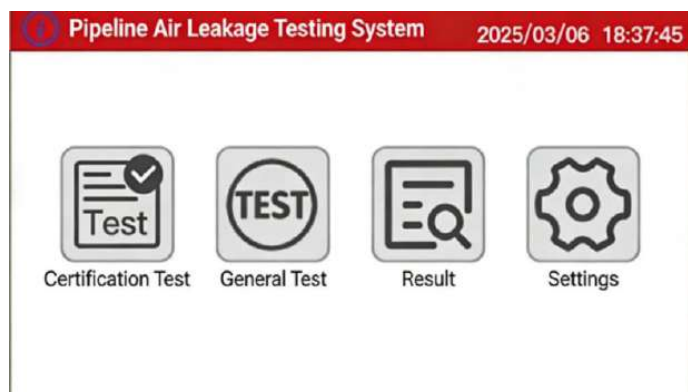 Pipeline Air Leakage Testing System 2025/03/06 18:37:45
Test
TEST
Certification Test General Test Result Settings